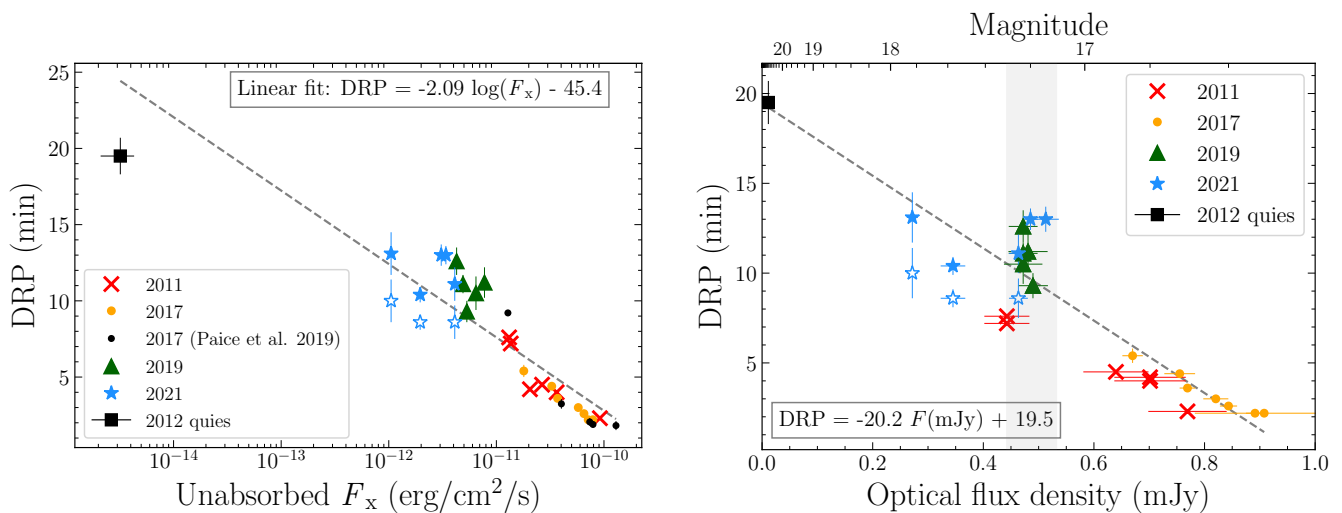 Linear fit: DRP = -2.09 log(Fₓ) - 45.4
25
20
15
10
5
DRP (min)
2011
2017
2017 (Paice et al. 2019)
2019
2021
2012 quies
10⁻¹⁴ 10⁻¹³ 10⁻¹² 10⁻¹¹ 10⁻¹⁰
Unabsorbed Fₓ (erg/cm²/s)
Magnitude
20 19 18 17
20
15
10
5
DRP (min)
2011
2017
2019
2021
2012 quies
DRP = -20.2 F(mJy) + 19.5
0.0 0.2 0.4 0.6 0.8 1.0
Optical flux density (mJy)